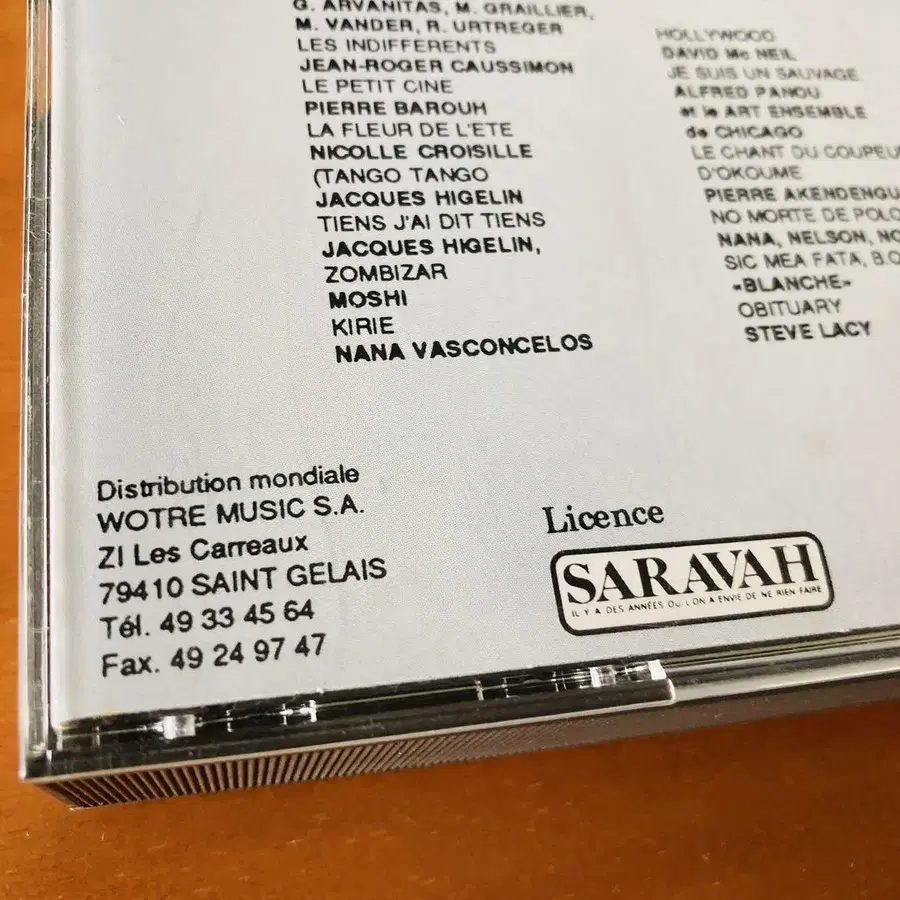 G. ARVANITAS, M. GRAILLIER,
M. VANDER, R. URTREGER
LES INDIFFERENTS
JEAN-ROGER CAUSSIMON
LE PETIT CINE
PIERRE BAROUH
LA FLEUR DE L'ETE
NICOLLE CROISILLE
(TANGO TANGO
JACQUES HIGELIN
TIENS J'AI DIT TIENS
JACQUES HIGELIN,
ZOMBIZAR
MOSHI
KIRIE
NANA VASCONCELOS
HOLLYWOOD
DAVID Mc NEIL
JE SUIS UN SAUVAGE
ALFRED PANOU
et le ART ENSEMBLE
de CHICAGO
LE CHANT DU COUPEU
D'OKOUME
PIERRE AKENDENGU
NO MORTE DE POLO
NANA, NELSON, NO
SIC MEA FATA, B.O
«BLANCHE»
OBITUARY
STEVE LACY
Distribution mondiale
WOTRE MUSIC S.A.
ZI Les Carreaux
79410 SAINT GELAIS
Tél. 49 33 45 64
Fax. 49 24 97 47
Licence
SARAVAH
IL Y A DES ANNÉES OU L'ON A ENVIE DE NE RIEN FAIRE